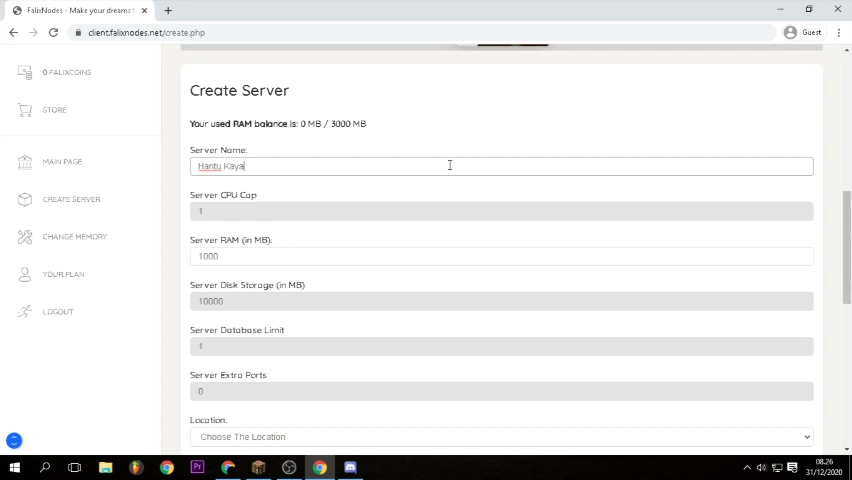 FalixNodes - Make your dreams t
client.falixnodes.net/create.php
Guest
0 FALIXCOINS
STORE
MAIN PAGE
CREATE SERVER
CHANGE MEMORY
YOUR PLAN
LOGOUT
Create Server
Your used RAM balance is: 0 MB / 3000 MB
Server Name:
Hantu Kaya
Server CPU Cap
1
Server RAM (in MB):
1000
Server Disk Storage (in MB)
10000
Server Database Limit
1
Server Extra Ports
0
Location:
Choose The Location
Pr
08.26
31/12/2020